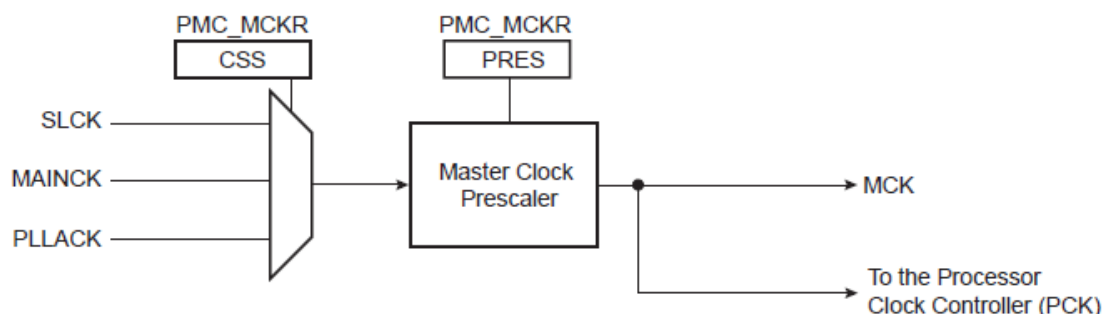 PMC_MCKR
CSS
PMC_MCKR
PRES
SLCK
MAINCK
PLLACK
Master Clock
Prescaler
MCK
To the Processor
Clock Controller (PCK)